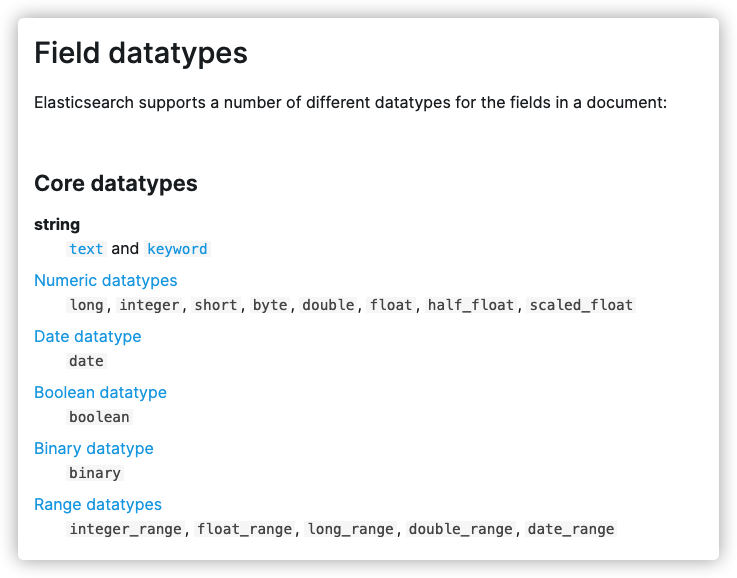 Field datatypes
Elasticsearch supports a number of different datatypes for the fields in a document:
Core datatypes
string
text and keyword
Numeric datatypes
long, integer, short, byte, double, float, half_float, scaled_float
Date datatype
date
Boolean datatype
boolean
Binary datatype
binary
Range datatypes
integer_range, float_range, long_range, double_range, date_range